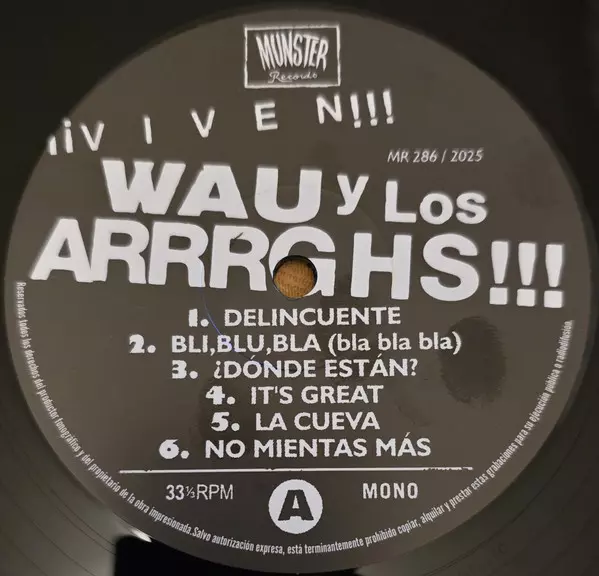 MUNSTER
Records
¡¡¡V I V E N!!!
MR 286 / 2025
WAU y Los
ARRRGHS!!!
1. DELINCUENTE
2. BLI,BLU,BLA (bla bla bla)
3. ¿DÓNDE ESTÁN?
4. IT'S GREAT
5. LA CUEVA
6. NO MIENTAS MÁS
33⅓RPM
A
MONO
Reservados todos los derechos del productor fonográfico y del propietario de la obra impresionada.Salvo autorización expresa, está terminantemente prohibido copiar, alquilar y prestar estas grabaciones para su ejecución pública o radiodifusión.